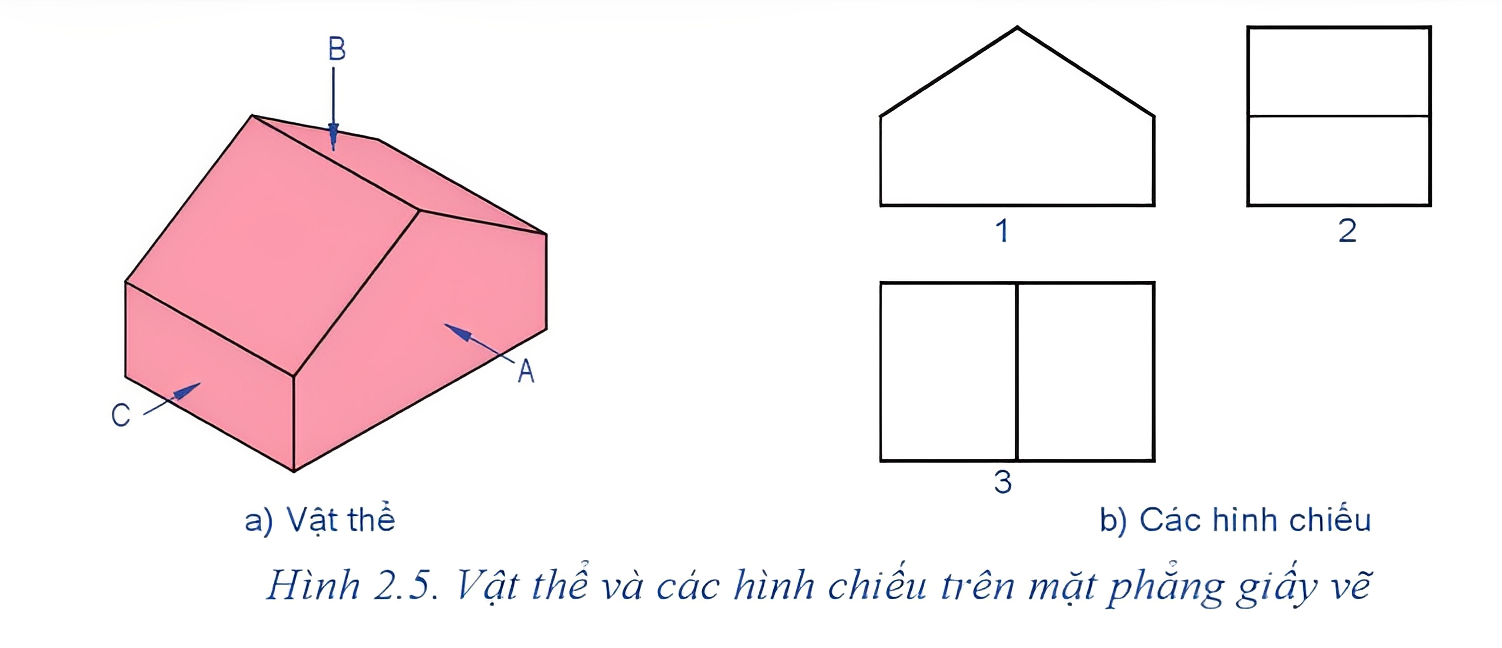 B
A
C
1
2
3
a) Vật thể
b) Các hình chiếu
Hình 2.5. Vật thể và các hình chiếu trên mặt phẳng giấy vẽ